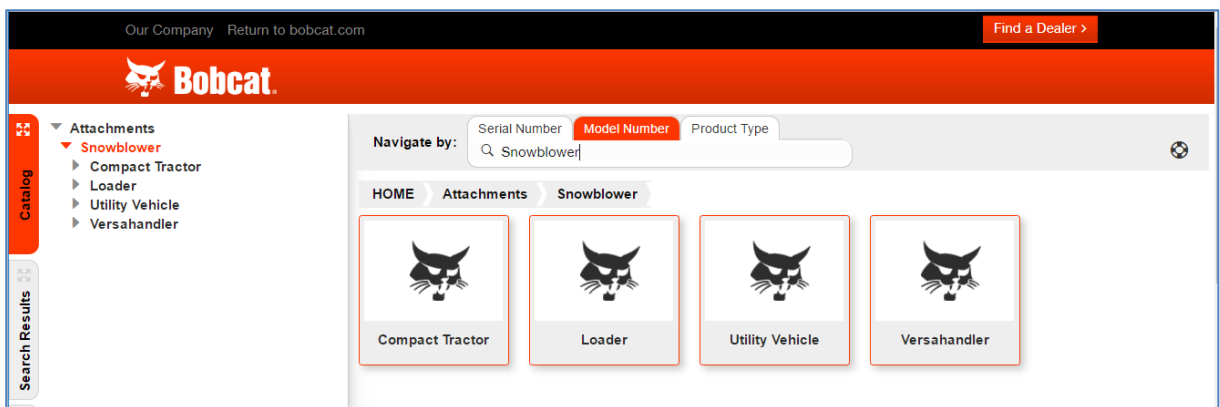 Our Company Return to bobcat.com
Find a Dealer >
Bobcat.
Catalog
Search Results
Attachments
Snowblower
Compact Tractor
Loader
Utility Vehicle
Versahandler
Navigate by:
Serial Number Model Number Product Type
Snowblower
HOME Attachments Snowblower
Compact Tractor Loader Utility Vehicle Versahandler